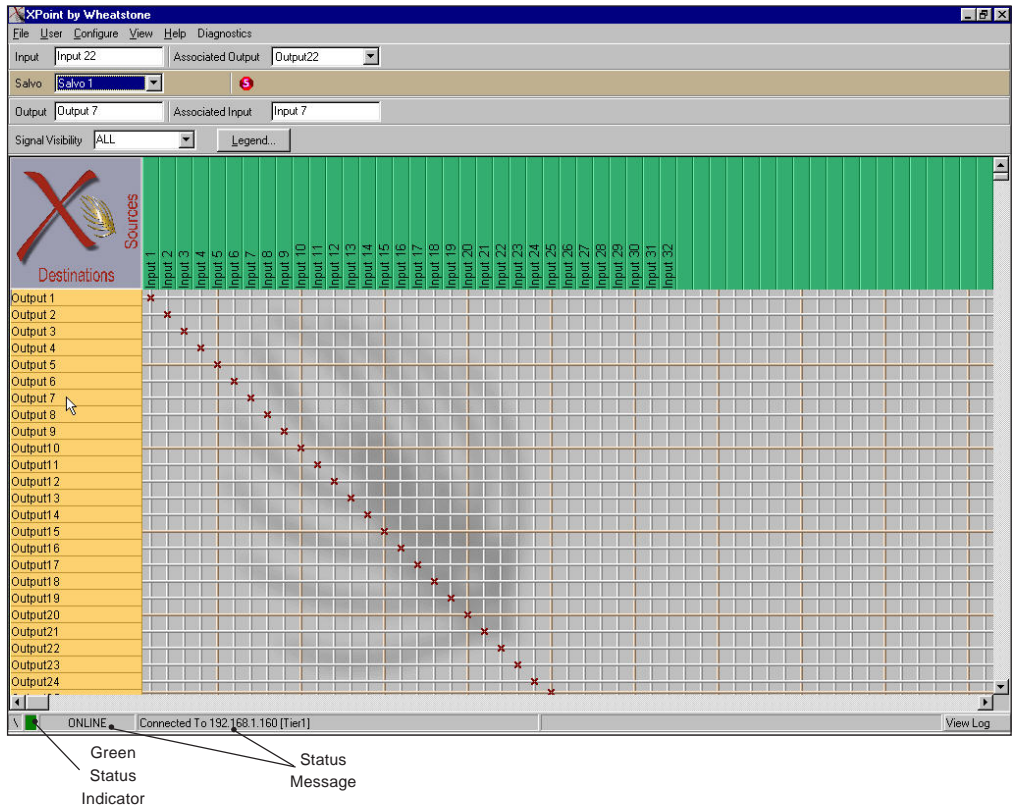 XPoint by Wheatstone
File User Configure View Help Diagnostics
Input Input 22 Associated Output Output22
Salvo Salvo 1 S
Output Output 7 Associated Input Input 7
Signal Visibility ALL Legend...
Sources
Destinations
Input 1
Input 2
Input 3
Input 4
Input 5
Input 6
Input 7
Input 8
Input 9
Input 10
Input 11
Input 12
Input 13
Input 14
Input 15
Input 16
Input 17
Input 18
Input 19
Input 20
Input 21
Input 22
Input 23
Input 24
Input 25
Input 26
Input 27
Input 28
Input 29
Input 30
Input 31
Input 32
Output 1
Output 2
Output 3
Output 4
Output 5
Output 6
Output 7
Output 8
Output 9
Output10
Output11
Output12
Output13
Output14
Output15
Output16
Output17
Output18
Output19
Output20
Output21
Output22
Output23
Output24
\ ONLINE Connected To 192.168.1.160 [Tier1] View Log
Green
Status
Indicator
Status
Message